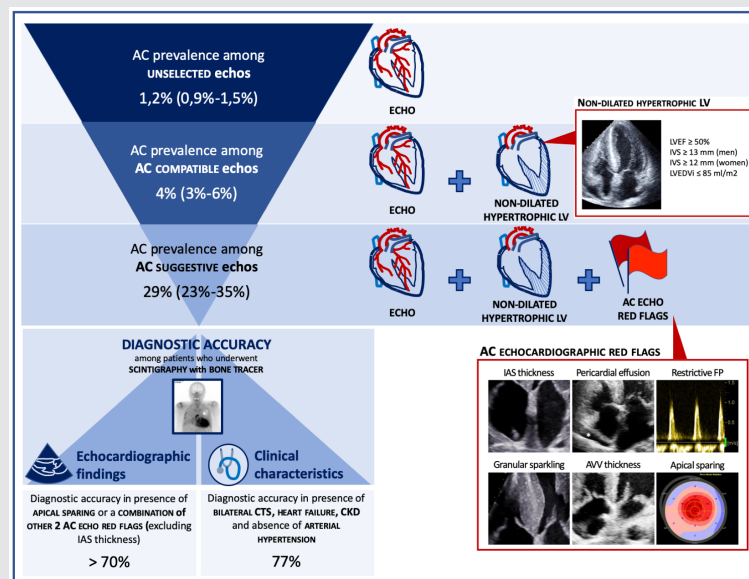 AC prevalence among
UNSELECTED echos
1,2% (0,9%-1,5%)
ECHO
AC prevalence among
AC COMPATIBLE echos
4% (3%-6%)
ECHO
NON-DILATED
HYPERTROPHIC LV
NON-DILATED HYPERTROPHIC LV
LVEF ≥ 50%
IVS ≥ 13 mm (men)
IVS ≥ 12 mm (women)
LVEDVi ≤ 85 ml/m2
AC prevalence among
AC SUGGESTIVE echos
29% (23%-35%)
ECHO
NON-DILATED
HYPERTROPHIC LV
AC ECHO
RED FLAGS
DIAGNOSTIC ACCURACY
among patients who underwent
SCINTIGRAPHY with BONE TRACER
Echocardiographic
findings
Diagnostic accuracy in presence of
APICAL SPARING or a COMBINATION OF
OTHER 2 AC ECHO RED FLAGS (excluding
IAS thickness)
> 70%
Clinical
characteristics
Diagnostic accuracy in presence of
BILATERAL CTS, HEART FAILURE, CKD
and absence of ARTERIAL
HYPERTENSION
77%
AC ECHOCARDIOGRAPHIC RED FLAGS
IAS thickness
Pericardial effusion
Restrictive FP
1.5
1.0
0.5
Granular sparkling
AVV thickness
Apical sparing